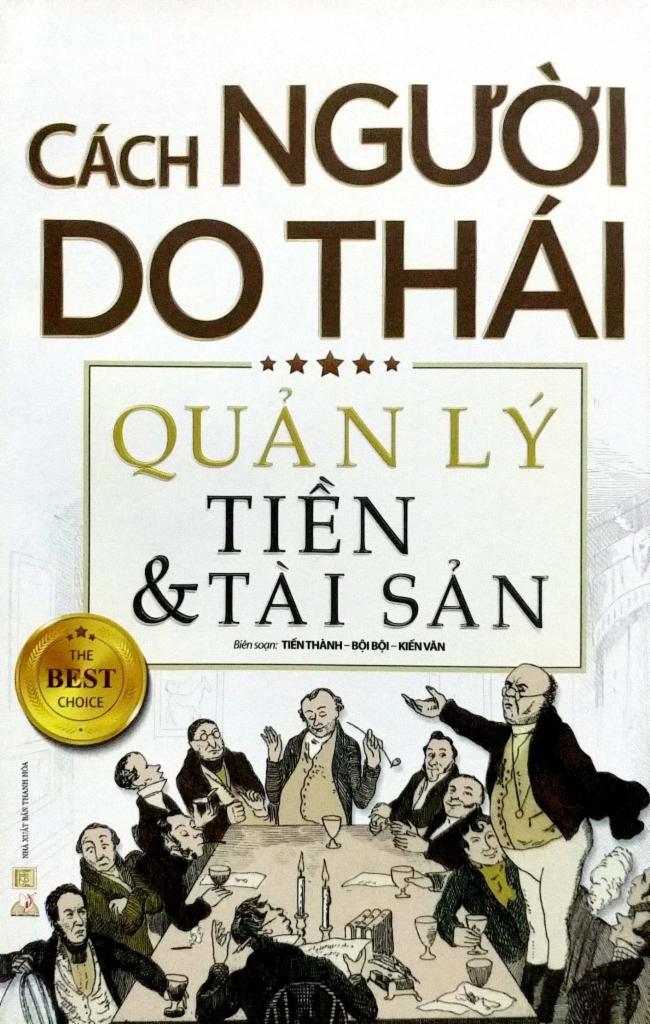 CÁCH NGƯỜI
DO THÁI
QUẢN LÝ
TIỀN
& TÀI SẢN
Biên soạn: TIẾN THÀNH – BỘI BỘI – KIẾN VĂN
THE
BEST
CHOICE
NHÀ XUẤT BẢN THANH HÓA